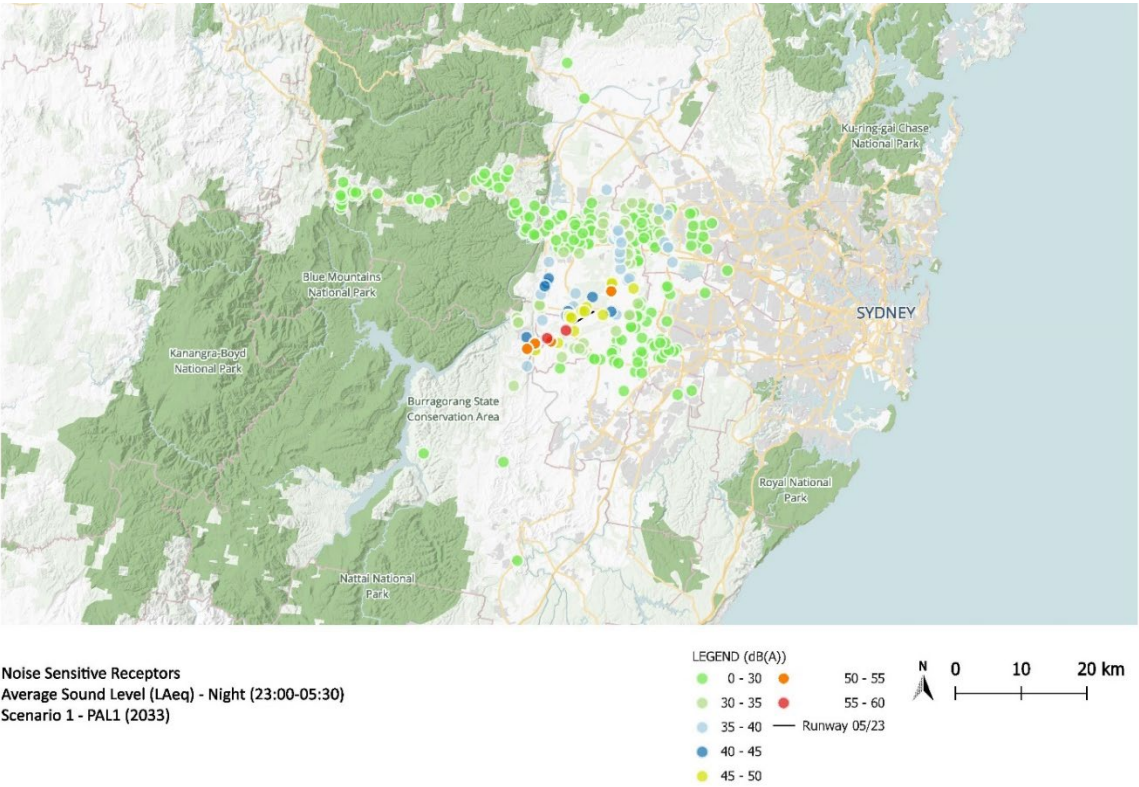 Ku-ring-gai Chase
National Park
Blue Mountains
National Park
SYDNEY
Kanangra-Boyd
National Park
Burragorang State
Conservation Area
Royal National
Park
Nattai National
Park
Noise Sensitive Receptors
Average Sound Level (LAeq) - Night (23:00-05:30)
Scenario 1 - PAL1 (2033)
LEGEND (dB(A))
0 - 30
50 - 55
30 - 35
55 - 60
35 - 40
Runway 05/23
40 - 45
45 - 50
N
0 10 20 km